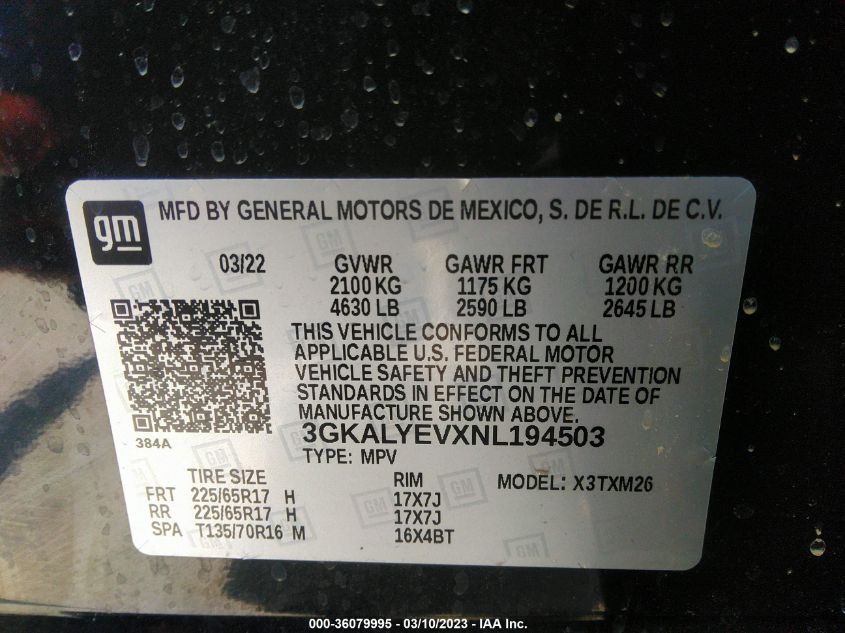 gm MFD BY GENERAL MOTORS DE MEXICO, S. DE R.L. DE C.V.
03/22 GVWR GAWR FRT GAWR RR
2100 KG 1175 KG 1200 KG
4630 LB 2590 LB 2645 LB
THIS VEHICLE CONFORMS TO ALL
APPLICABLE U.S. FEDERAL MOTOR
VEHICLE SAFETY AND THEFT PREVENTION
STANDARDS IN EFFECT ON THE DATE OF
MANUFACTURE SHOWN ABOVE.
384A 3GKALYEVXNL194503
TYPE: MPV
TIRE SIZE RIM MODEL: X3TXM26
FRT 225/65R17 H 17X7J
RR 225/65R17 H 17X7J
SPA T135/70R16 M 16X4BT
000-36079995 - 03/10/2023 - IAA Inc.